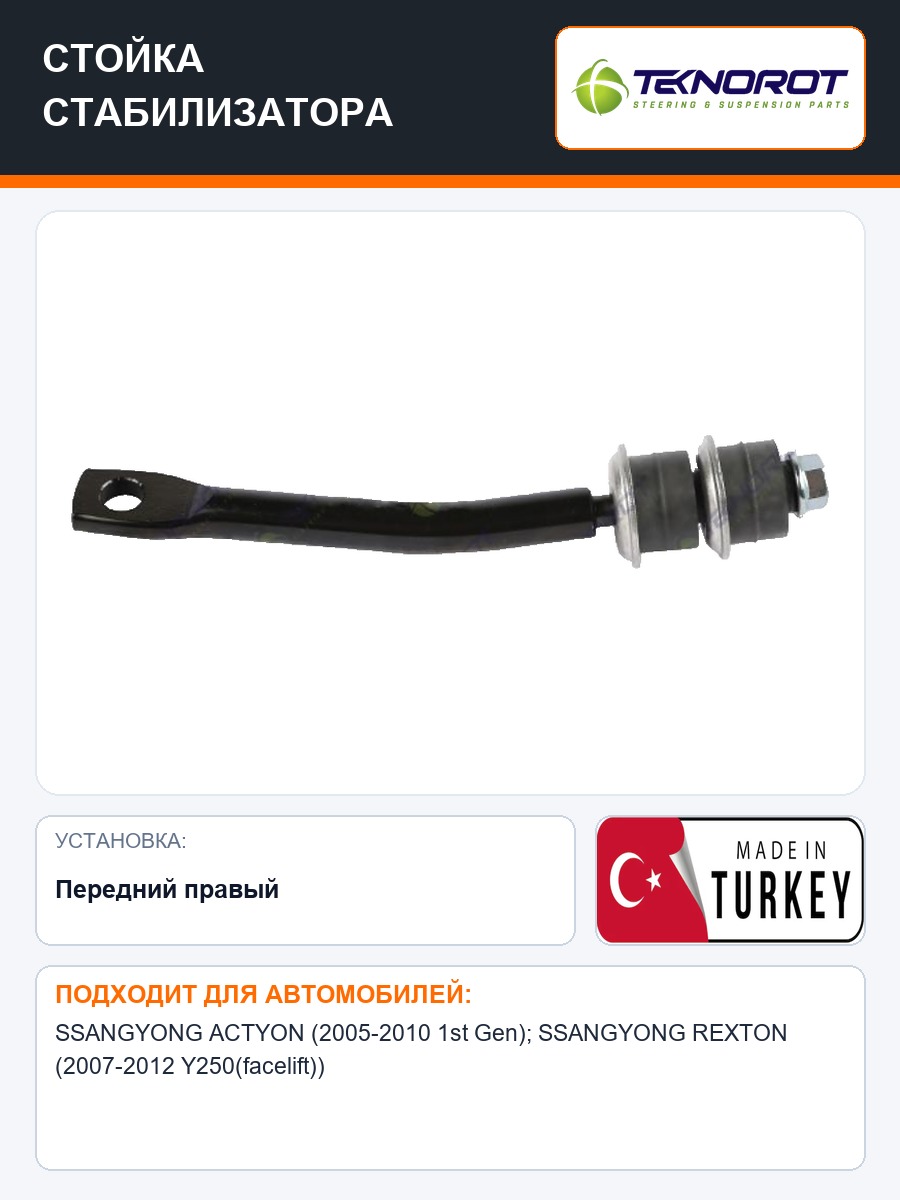 СТОЙКА
СТАБИЛИЗАТОРА
TEKNOROT
STEERING & SUSPENSION PARTS
УСТАНОВКА:
Передний правый
MADE IN
TURKEY
ПОДХОДИТ ДЛЯ АВТОМОБИЛЕЙ:
SSANGYONG ACTYON (2005-2010 1st Gen); SSANGYONG REXTON
(2007-2012 Y250(facelift))